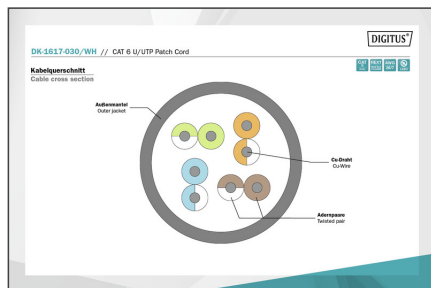 DIGITUS®
DK-1617-030/WH // CAT 6 U/UTP Patch Cord
Kabelquerschnitt
Cable cross section
Außenmantel
Outer jacket
Cu-Draht
Cu-Wire
Adernpaare
Twisted pair